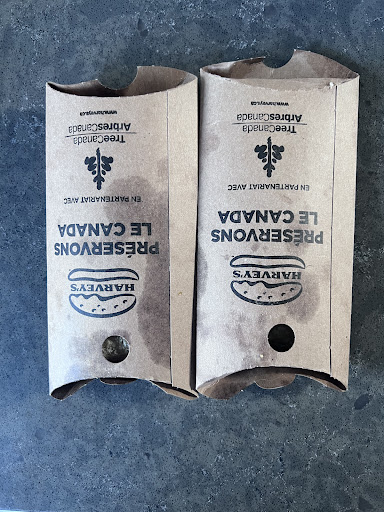 HARVEY'S
PRÉSERVONS
LE CANADA
EN PARTENARIAT AVEC
TreeCanada
ArbresCanada
www.harveys.ca
HARVEY'S
PRÉSERVONS
LE CANADA
EN PARTENARIAT AVEC
TreeCanada
ArbresCanada
www.harveys.ca